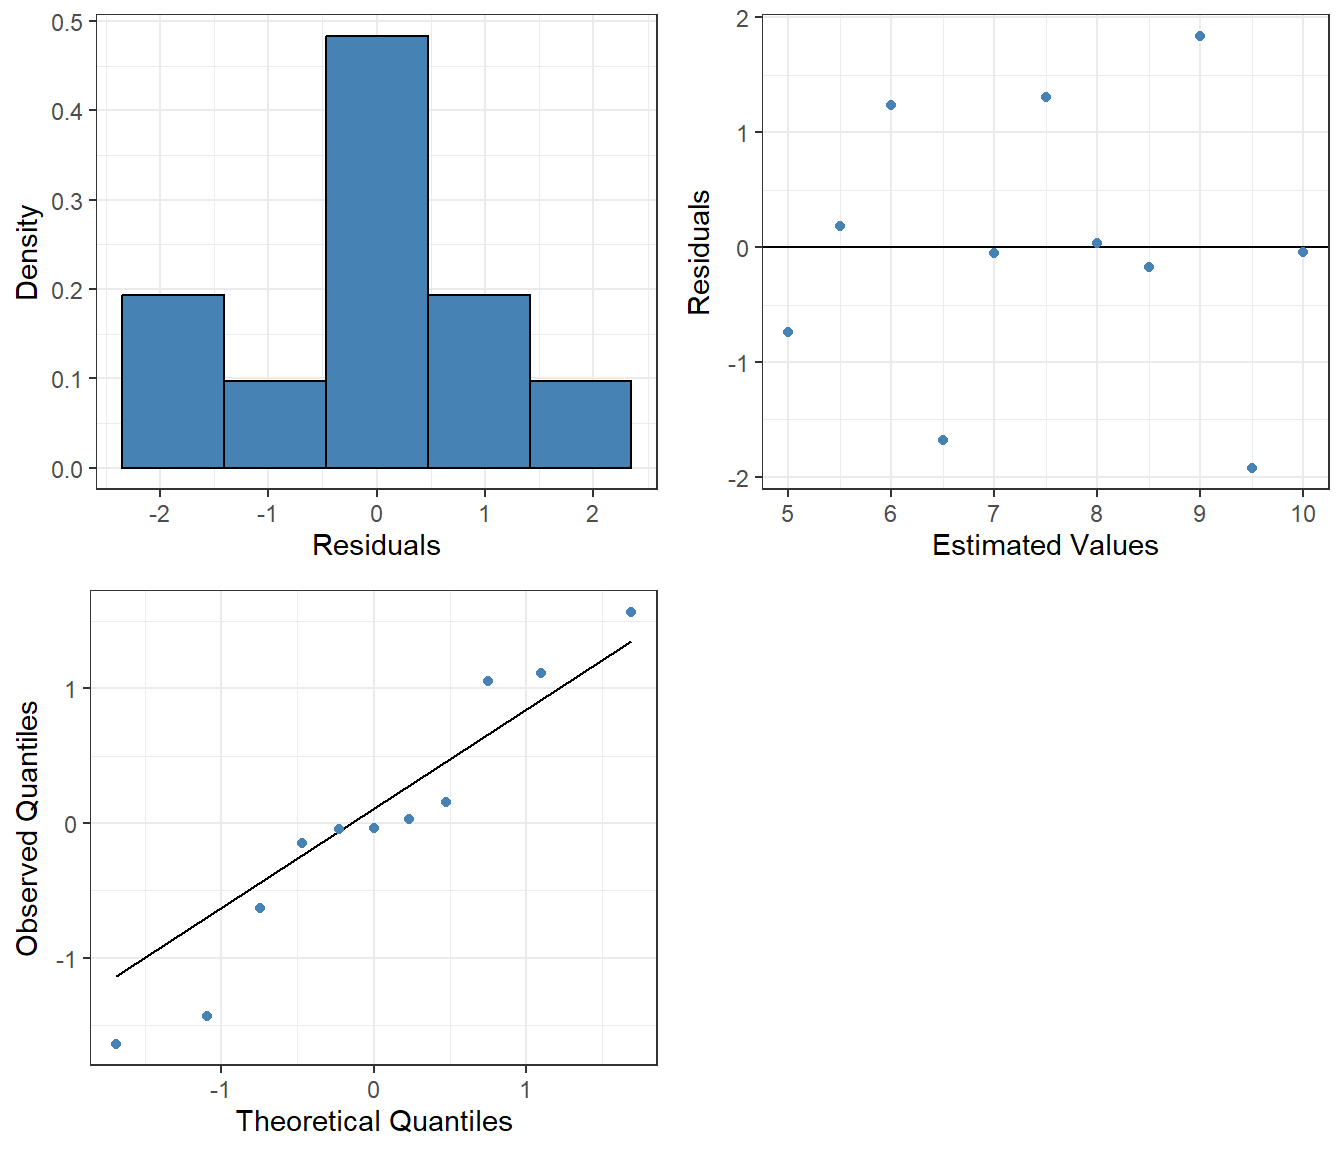 0.5
0.4
0.3
0.2
0.1
0.0
Density
-2 -1 0 1 2
Residuals
2
1
0
-1
-2
Residuals
5 6 7 8 9 10
Estimated Values
1
0
-1
Observed Quantiles
-1 0 1
Theoretical Quantiles